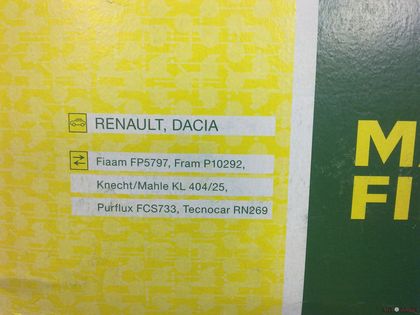 RENAULT, DACIA
Fiaam FP5797, Fram P10292,
Knecht/Mahle KL 404/25,
Purflux FCS733, Tecnocar RN269
M
FI